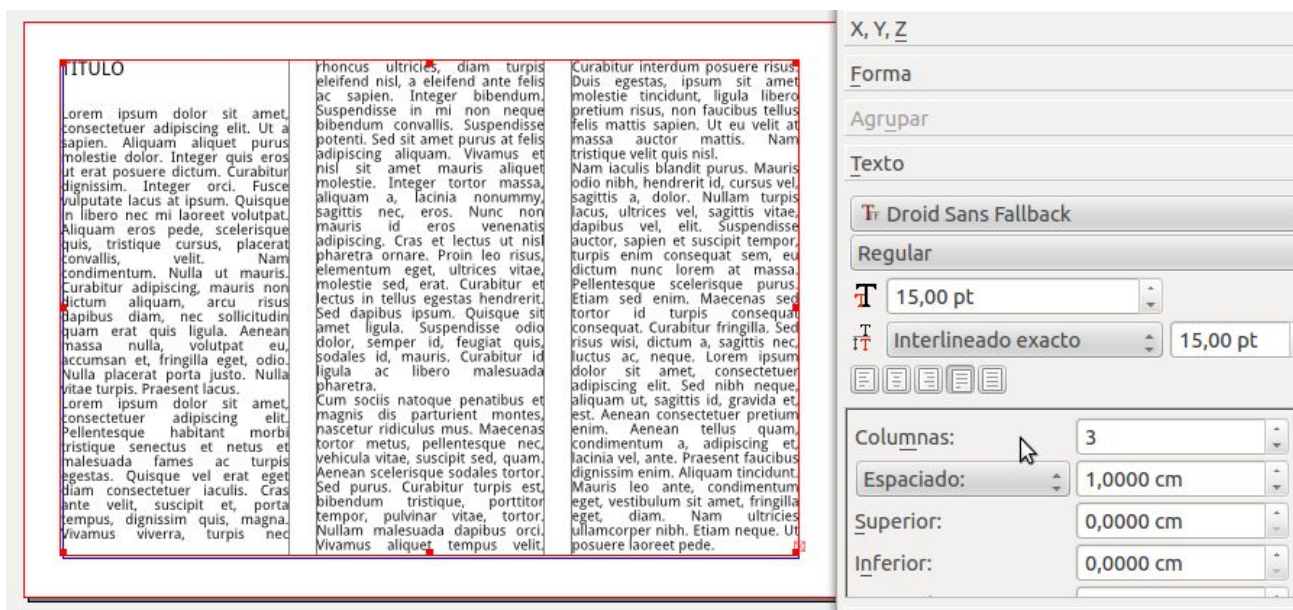 TITULO
Lorem ipsum dolor sit amet,
consectetuer adipiscing elit. Ut a
sapien. Aliquam aliquet purus
molestie dolor. Integer quis eros
ut erat posuere dictum. Curabitur
dignissim. Integer orci. Fusce
vulputate lacus at ipsum. Quisque
in libero nec mi laoreet volutpat.
Aliquam eros pede, scelerisque
quis, tristique cursus, placerat
convallis, velit. Nam
condimentum. Nulla ut mauris.
Curabitur adipiscing, mauris non
dictum aliquam, arcu risus
dapibus diam, nec sollicitudin
quam erat quis ligula. Aenean
massa nulla, volutpat eu,
accumsan et, fringilla eget, odio.
Nulla placerat porta justo. Nulla
vitae turpis. Praesent lacus.
Lorem ipsum dolor sit amet,
consectetuer adipiscing elit.
Pellentesque habitant morbi
tristique senectus et netus et
malesuada fames ac turpis
egestas. Quisque vel erat eget
diam consectetuer iaculis. Cras
ante velit, suscipit et, porta
tempus, dignissim quis, magna.
Vivamus viverra, turpis nec
rhoncus ultricies, diam turpis
eleifend nisl, a eleifend ante felis
ac sapien. Integer bibendum.
Suspendisse in mi non neque
bibendum convallis. Suspendisse
potenti. Sed sit amet purus at felis
adipiscing aliquam. Vivamus et
nisl sit amet mauris aliquet
molestie. Integer tortor massa,
aliquam a, lacinia nonummy,
sagittis nec, eros. Nunc non
mauris id eros venenatis
adipiscing. Cras et lectus ut nisl
pharetra ornare. Proin leo risus,
elementum eget, ultrices vitae,
molestie sed, erat. Curabitur et
lectus in tellus egestas hendrerit.
Sed dapibus ipsum. Quisque sit
amet ligula. Suspendisse odio
dolor, semper id, feugiat quis,
sodales id, mauris. Curabitur id
ligula ac libero malesuada
pharetra.
Cum sociis natoque penatibus et
magnis dis parturient montes,
nascetur ridiculus mus. Maecenas
tortor metus, pellentesque nec,
vehicula vitae, suscipit sed, quam.
Aenean scelerisque sodales tortor.
Sed purus. Curabitur turpis est,
bibendum tristique, porttitor
tempor, pulvinar vitae, tortor.
Nullam malesuada dapibus orci.
Vivamus aliquet tempus velit.
Curabitur interdum posuere risus.
Duis egestas, ipsum sit amet
molestie tincidunt, ligula libero
pretium risus, non faucibus tellus
felis mattis sapien. Ut eu velit at
massa auctor mattis. Nam
tristique velit quis nisl.
Nam iaculis blandit purus. Mauris
odio nibh, hendrerit id, cursus vel,
sagittis a, dolor. Nullam turpis
lacus, ultrices vel, sagittis vitae,
dapibus vel, elit. Suspendisse
auctor, sapien et suscipit tempor,
turpis enim consequat sem, eu
dictum nunc lorem at massa.
Pellentesque scelerisque purus.
Etiam sed enim. Maecenas sed
tortor id turpis consequat
consequat. Curabitur fringilla. Sed
risus wisi, dictum a, sagittis nec,
luctus ac, neque. Lorem ipsum
dolor sit amet, consectetuer
adipiscing elit. Sed nibh neque,
aliquam ut, sagittis id, gravida et,
est. Aenean consectetuer pretium
enim. Aenean tellus quam,
condimentum a, adipiscing et,
lacinia vel, ante. Praesent faucibus
dignissim enim. Aliquam tincidunt.
Mauris leo ante, condimentum
eget, vestibulum sit amet, fringilla
eget, diam. Nam ultricies
ullamcorper nibh. Etiam neque. Ut
posuere laoreet pede.
X, Y, Z
Forma
Agrupar
Texto
Droid Sans Fallback
Regular
15,00 pt
Interlineado exacto 15,00 pt
Columnas: 3
Espaciado: 1,0000 cm
Superior: 0,0000 cm
Inferior: 0,0000 cm